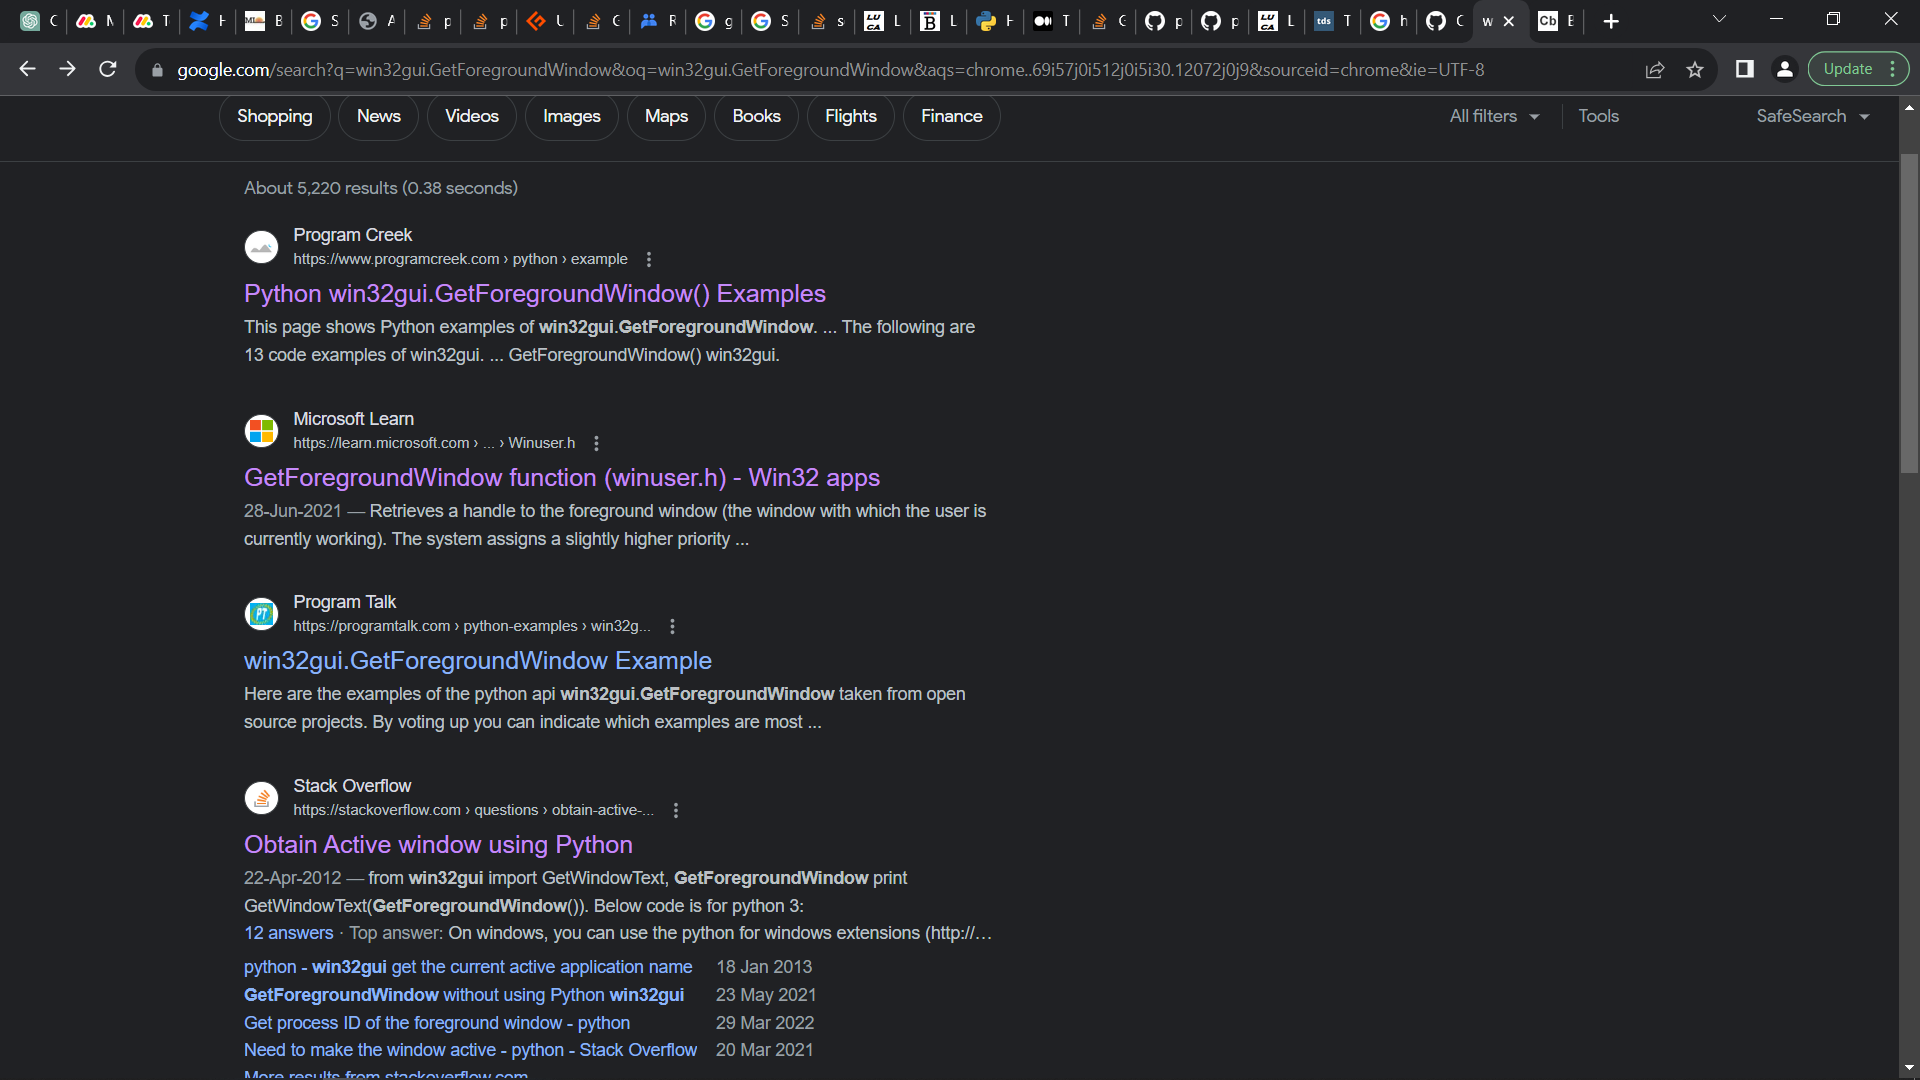 google.com/search?q=win32gui.GetForegroundWindow&oq=win32gui.GetForegroundWindow&aqs=chrome..69i57j0i512j0i5i30.12072j0j9&sourceid=chrome&ie=UTF-8
Update
Shopping News Videos Images Maps Books Flights Finance All filters Tools SafeSearch
About 5,220 results (0.38 seconds)
Program Creek
https://www.programcreek.com › python › example
Python win32gui.GetForegroundWindow() Examples
This page shows Python examples of win32gui.GetForegroundWindow. ... The following are
13 code examples of win32gui. ... GetForegroundWindow() win32gui.
Microsoft Learn
https://learn.microsoft.com › ... › Winuser.h
GetForegroundWindow function (winuser.h) - Win32 apps
28-Jun-2021 — Retrieves a handle to the foreground window (the window with which the user is
currently working). The system assigns a slightly higher priority ...
Program Talk
https://programtalk.com › python-examples › win32g...
win32gui.GetForegroundWindow Example
Here are the examples of the python api win32gui.GetForegroundWindow taken from open
source projects. By voting up you can indicate which examples are most ...
Stack Overflow
https://stackoverflow.com › questions › obtain-active-...
Obtain Active window using Python
22-Apr-2012 — from win32gui import GetWindowText, GetForegroundWindow print
GetWindowText(GetForegroundWindow()). Below code is for python 3:
12 answers · Top answer: On windows, you can use the python for windows extensions (http://…
python - win32gui get the current active application name 18 Jan 2013
GetForegroundWindow without using Python win32gui 23 May 2021
Get process ID of the foreground window - python 29 Mar 2022
Need to make the window active - python - Stack Overflow 20 Mar 2021
More results from stackoverflow.com